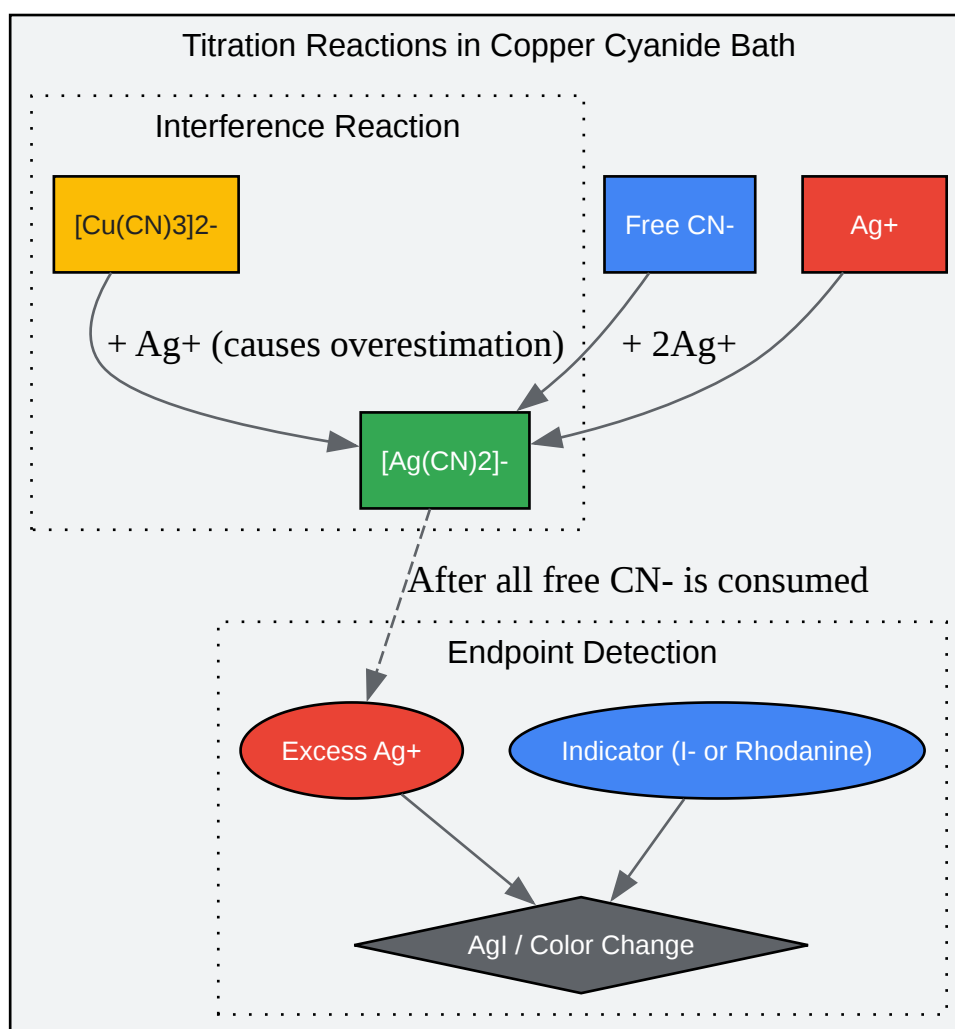 Titration Reactions in Copper Cyanide Bath
Interference Reaction
[Cu(CN)3]2-
Free CN-
Ag+
+ Ag+ (causes overestimation)
+ 2Ag+
[Ag(CN)2]-
After all free CN- is consumed
Endpoint Detection
Excess Ag+
Indicator (I- or Rhodanine)
AgI / Color Change